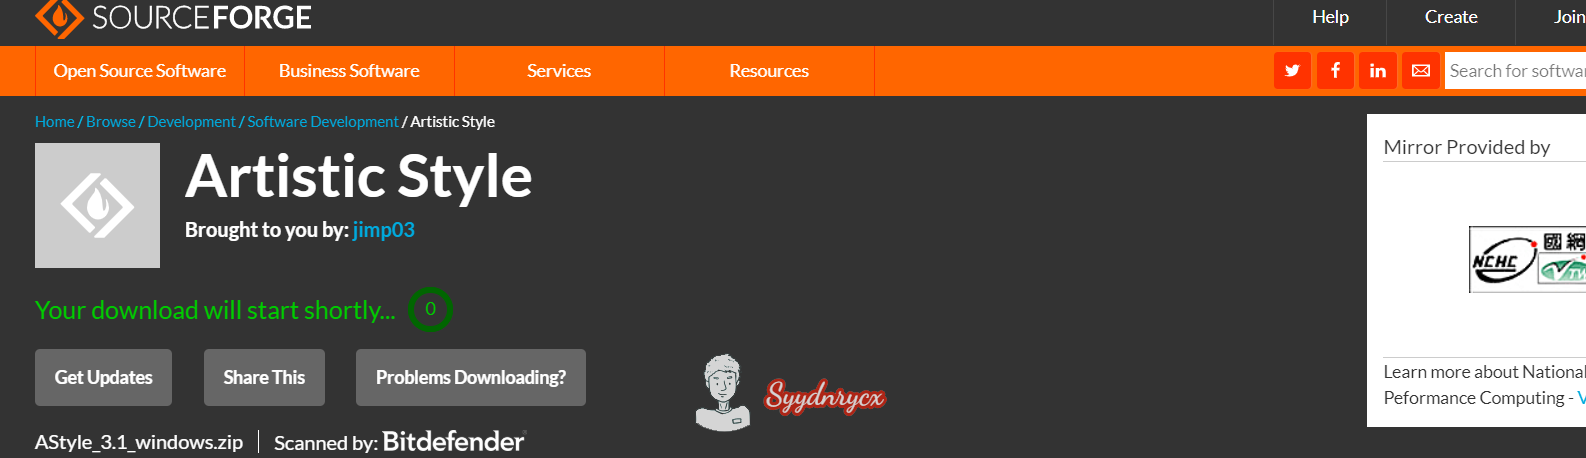 SOURCEFORGE
Help
Create
Join
Open Source Software
Business Software
Services
Resources
Search for softwa
Home / Browse / Development / Software Development / Artistic Style
Artistic Style
Brought to you by: jimp03
Your download will start shortly... 0
Get Updates
Share This
Problems Downloading?
AStyle_3.1_windows.zip
Scanned by: Bitdefender
Syydnrycx
Mirror Provided by
NCHC
國網
Learn more about National
Peformance Computing -